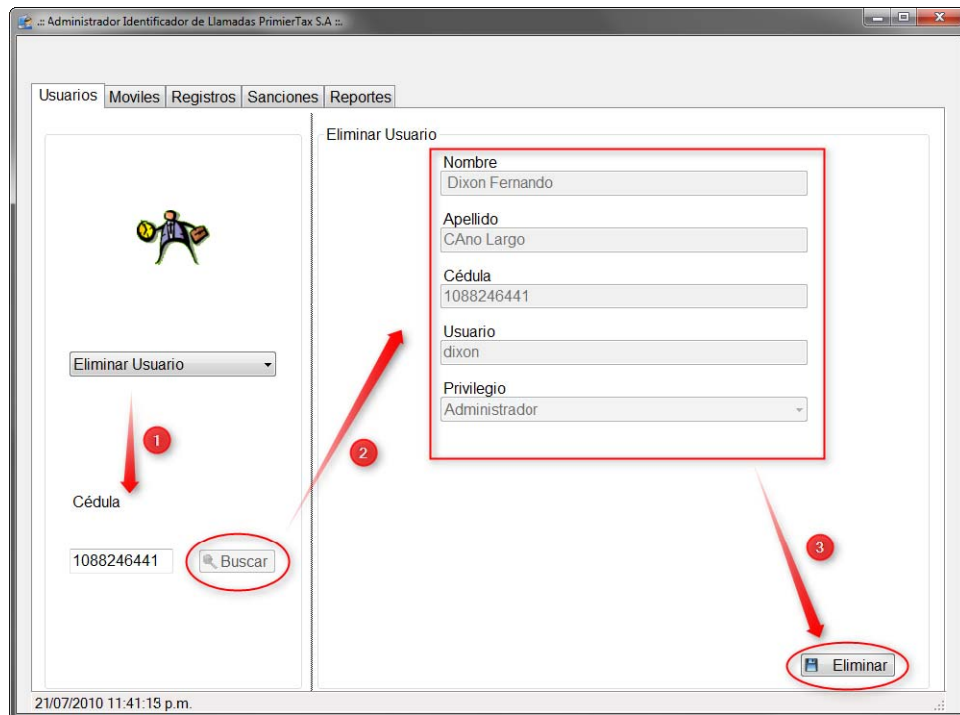 .:: Administrador Identificador de Llamadas PrimierTax S.A ::.
Usuarios Moviles Registros Sanciones Reportes
Eliminar Usuario
1
Cédula
1088246441 Buscar
2
Eliminar Usuario
Nombre
Dixon Fernando
Apellido
CAno Largo
Cédula
1088246441
Usuario
dixon
Privilegio
Administrador
3
Eliminar
21/07/2010 11:41:15 p.m.